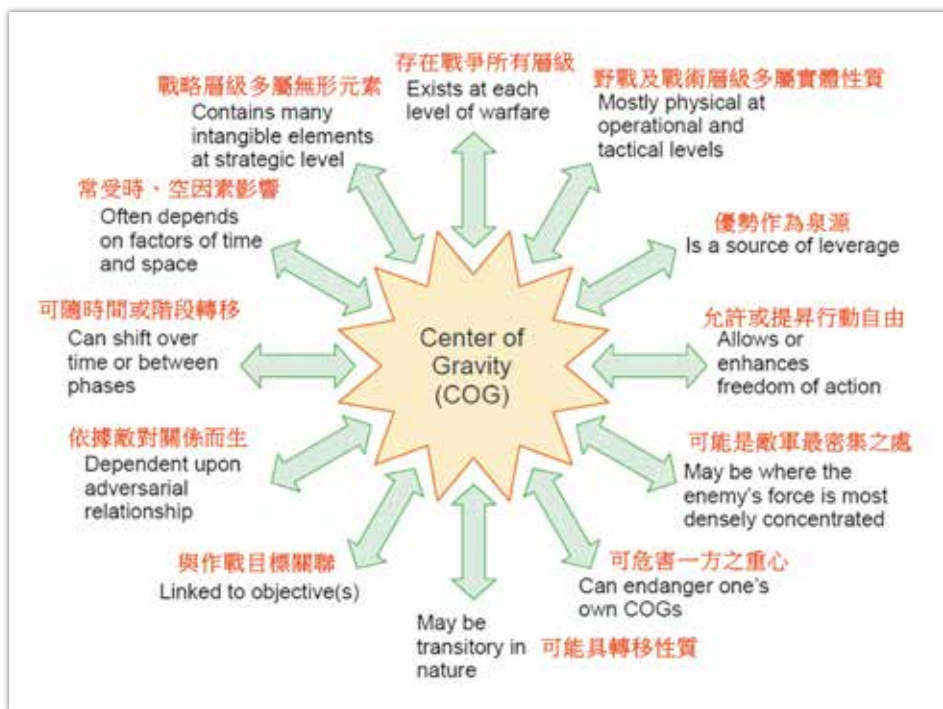 存在戰爭所有層級
Exists at each
level of warfare
野戰及戰術層級多屬實體性質
Mostly physical at
operational and
tactical levels
優勢作為泉源
Is a source of leverage
允許或提昇行動自由
Allows or
enhances
freedom of action
可能是敵軍最密集之處
May be where the
enemy's force is most
densely concentrated
可危害一方之重心
Can endanger one's
own COGs
May be
transitory in
nature
可能具轉移性質
與作戰目標關聯
Linked to objective(s)
依據敵對關係而生
Dependent upon
adversarial
relationship
可隨時間或階段轉移
Can shift over
time or between
phases
常受時、空因素影響
Often depends
on factors of time
and space
戰略層級多屬無形元素
Contains many
intangible elements
at strategic level
Center of
Gravity
(COG)